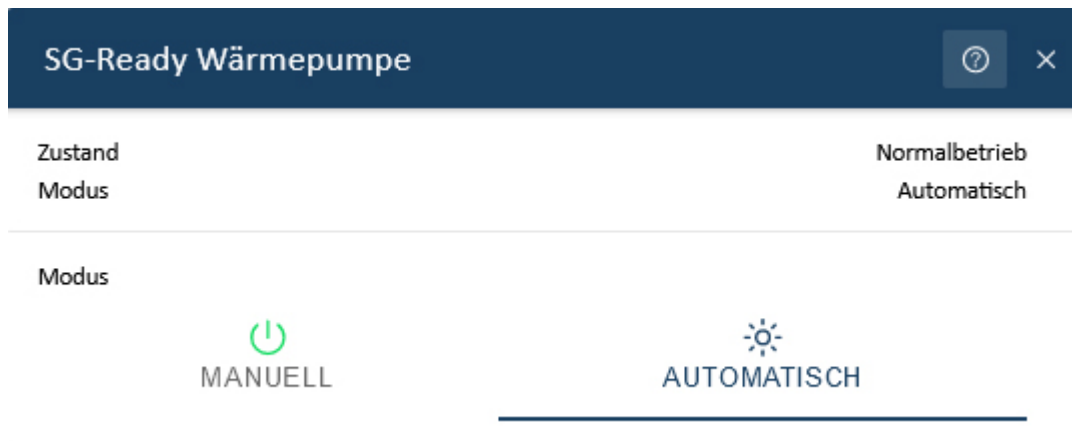 SG-Ready Wärmepumpe
Zustand Normalbetrieb
Modus Automatisch
Modus
MANUELL AUTOMATISCH